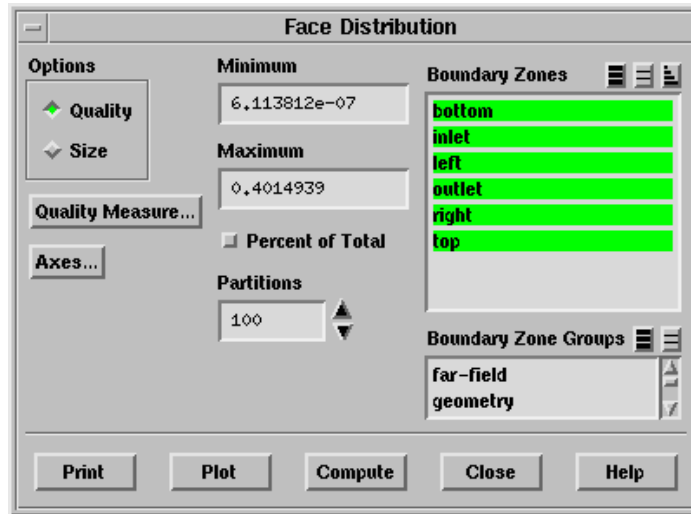 Face Distribution
Options
Quality
Size
Quality Measure...
Axes...
Minimum
6.113812e-07
Maximum
0.4014939
Percent of Total
Partitions
100
Boundary Zones
bottom
inlet
left
outlet
right
top
Boundary Zone Groups
far-field
geometry
Print
Plot
Compute
Close
Help